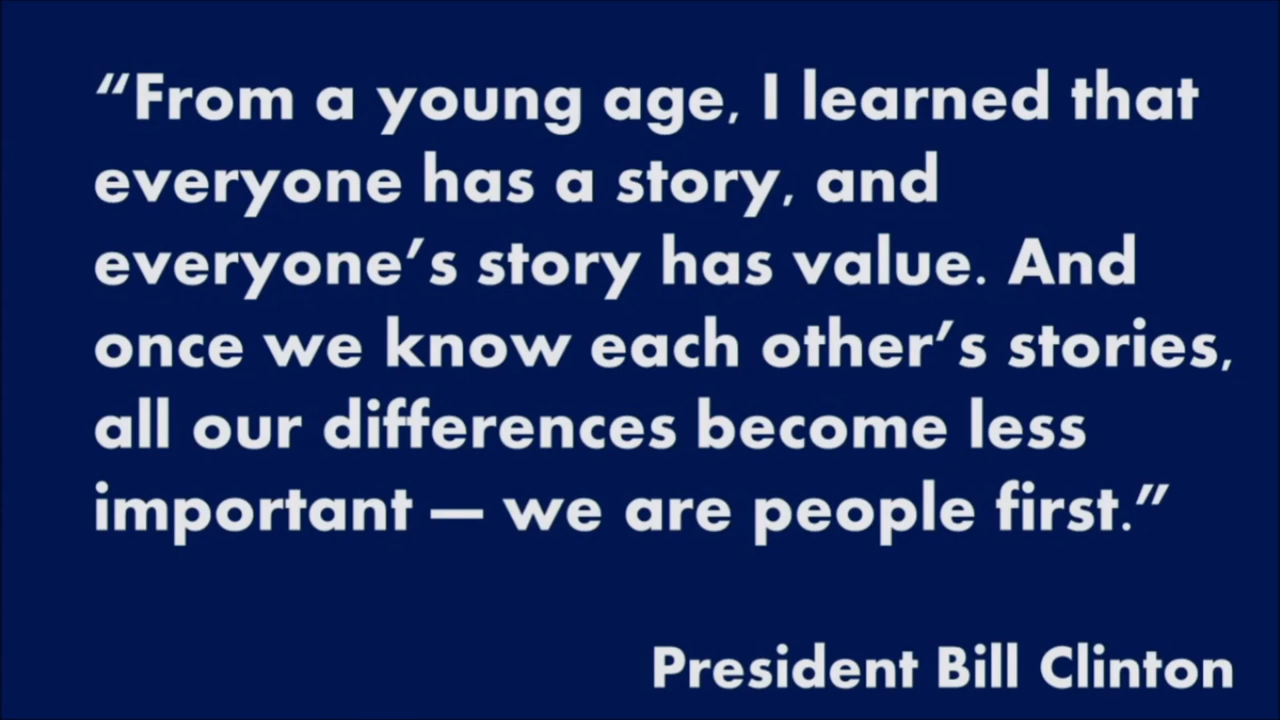 “From a young age, I learned that
everyone has a story, and
everyone’s story has value. And
once we know each other’s stories,
all our differences become less
important — we are people first.”
President Bill Clinton